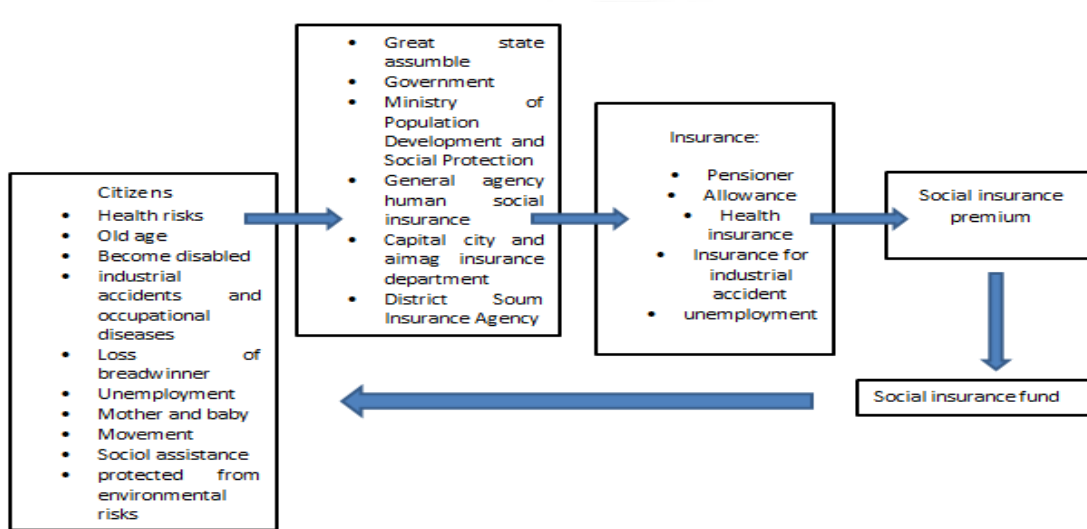 Citizens
• Health risks
• Old age
• Become disabled
• industrial
accidents and
occupational
diseases
• Loss of
breadwinner
• Unemployment
• Mother and baby
• Movement
• Sociol assistance
• protected from
environmental
risks
• Great state
assumble
• Government
• Ministry of
Population
Development and
Social Protection
• General agency
human social
insurance
• Capital city and
aimag insurance
department
• District Soum
Insurance Agency
Insurance:
• Pensioner
• Allowance
• Health
insurance
• Insurance for
industrial
accident
• unemployment
Social insurance
premium
Social insurance fund